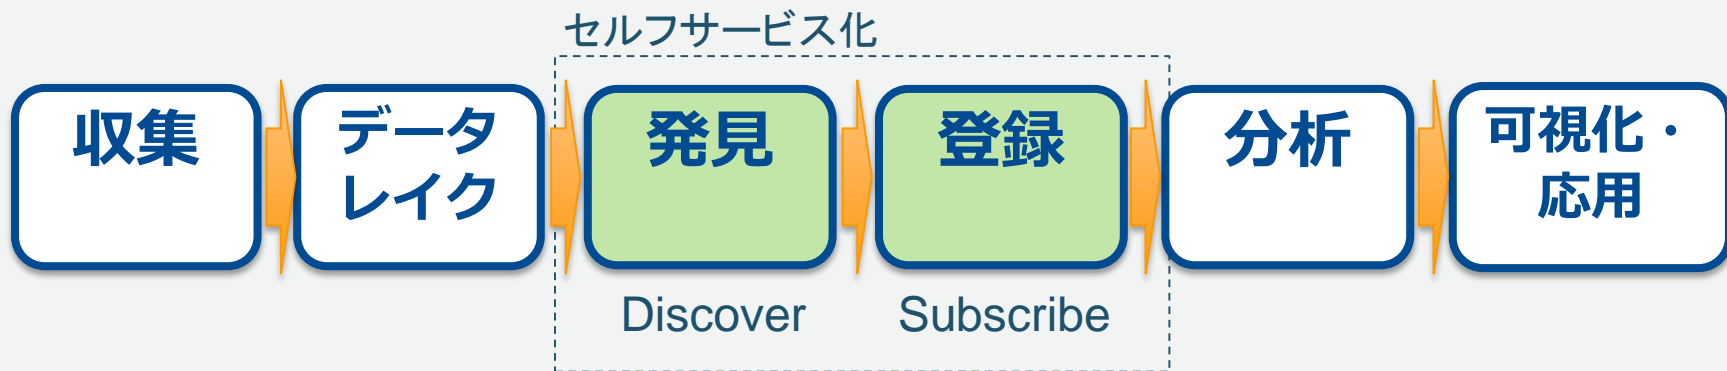 セルフサービス化
収集
データ
レイク
発見
登録
分析
可視化・
応用
Discover
Subscribe